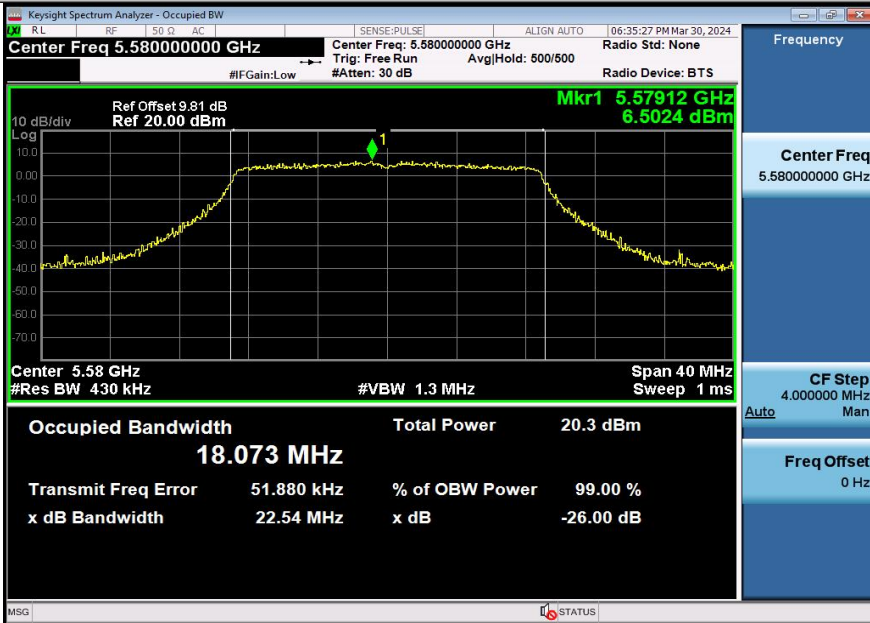 Keysight Spectrum Analyzer - Occupied BW
LXI RL RF 50 Ω AC SENSE:PULSE ALIGN AUTO 06:35:27 PM Mar 30, 2024
Center Freq 5.580000000 GHz
Center Freq: 5.580000000 GHz
Radio Std: None
Trig: Free Run Avg|Hold: 500/500
#IFGain:Low
#Atten: 30 dB
Radio Device: BTS
Frequency
Mkr1 5.57912 GHz
6.5024 dBm
Ref Offset 9.81 dB
10 dB/div Ref 20.00 dBm
Log
1
10.0
0.00
-10.0
-20.0
-30.0
-40.0
-50.0
-60.0
-70.0
Center 5.58 GHz
Span 40 MHz
#Res BW 430 kHz
#VBW 1.3 MHz
Sweep 1 ms
Center Freq
5.580000000 GHz
CF Step
4.000000 MHz
Auto Man
Freq Offset
0 Hz
Occupied Bandwidth
Total Power 20.3 dBm
18.073 MHz
Transmit Freq Error 51.880 kHz % of OBW Power 99.00 %
x dB Bandwidth 22.54 MHz x dB -26.00 dB
MSG STATUS